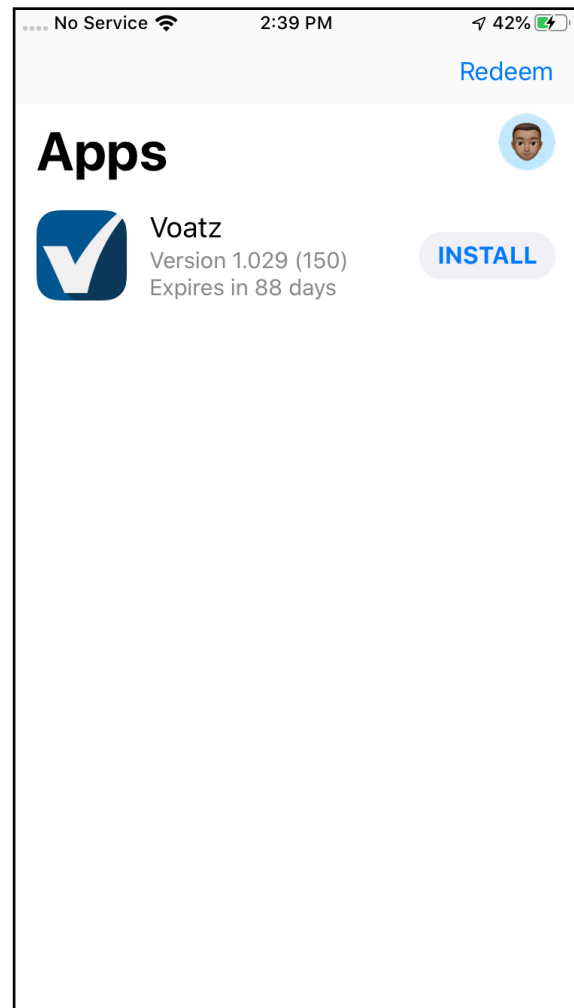 No Service 2:39 PM 42%
Redeem
Apps
Voatz
Version 1.029 (150)
Expires in 88 days
INSTALL